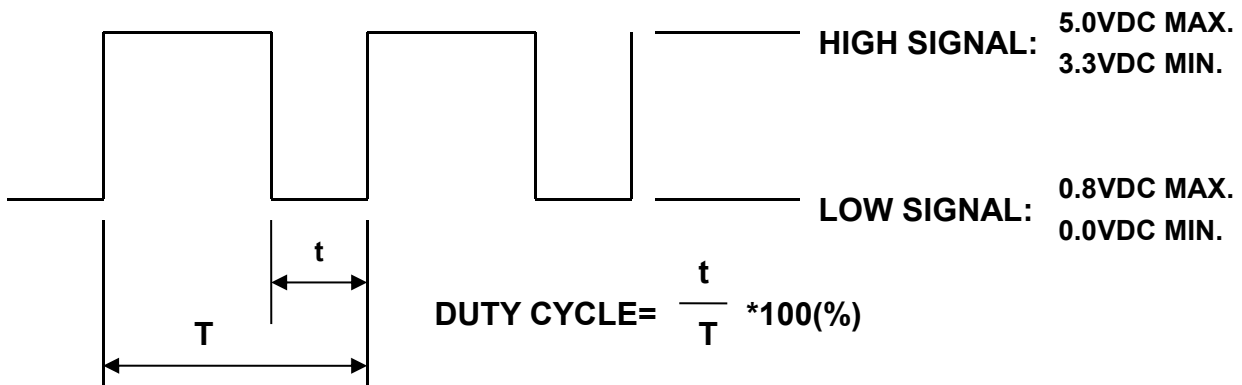 5.0VDC MAX.
HIGH SIGNAL:
3.3VDC MIN.
0.8VDC MAX.
LOW SIGNAL:
0.0VDC MIN.
t
T
DUTY CYCLE= t/T *100(%)